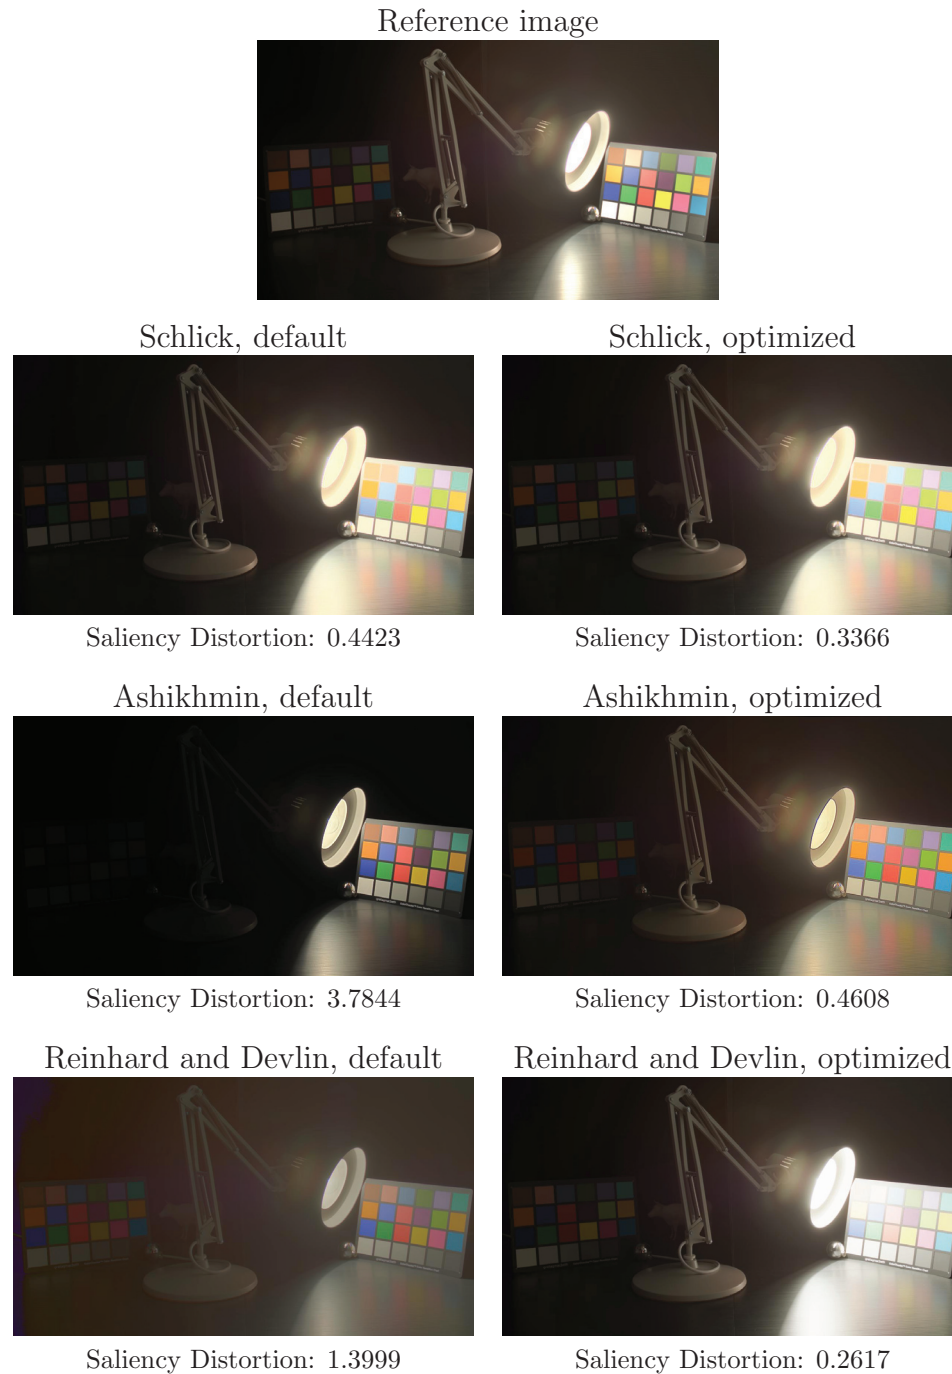 Reference image
Schlick, default
Schlick, optimized
Saliency Distortion: 0.4423
Saliency Distortion: 0.3366
Ashikhmin, default
Ashikhmin, optimized
Saliency Distortion: 3.7844
Saliency Distortion: 0.4608
Reinhard and Devlin, default
Reinhard and Devlin, optimized
Saliency Distortion: 1.3999
Saliency Distortion: 0.2617